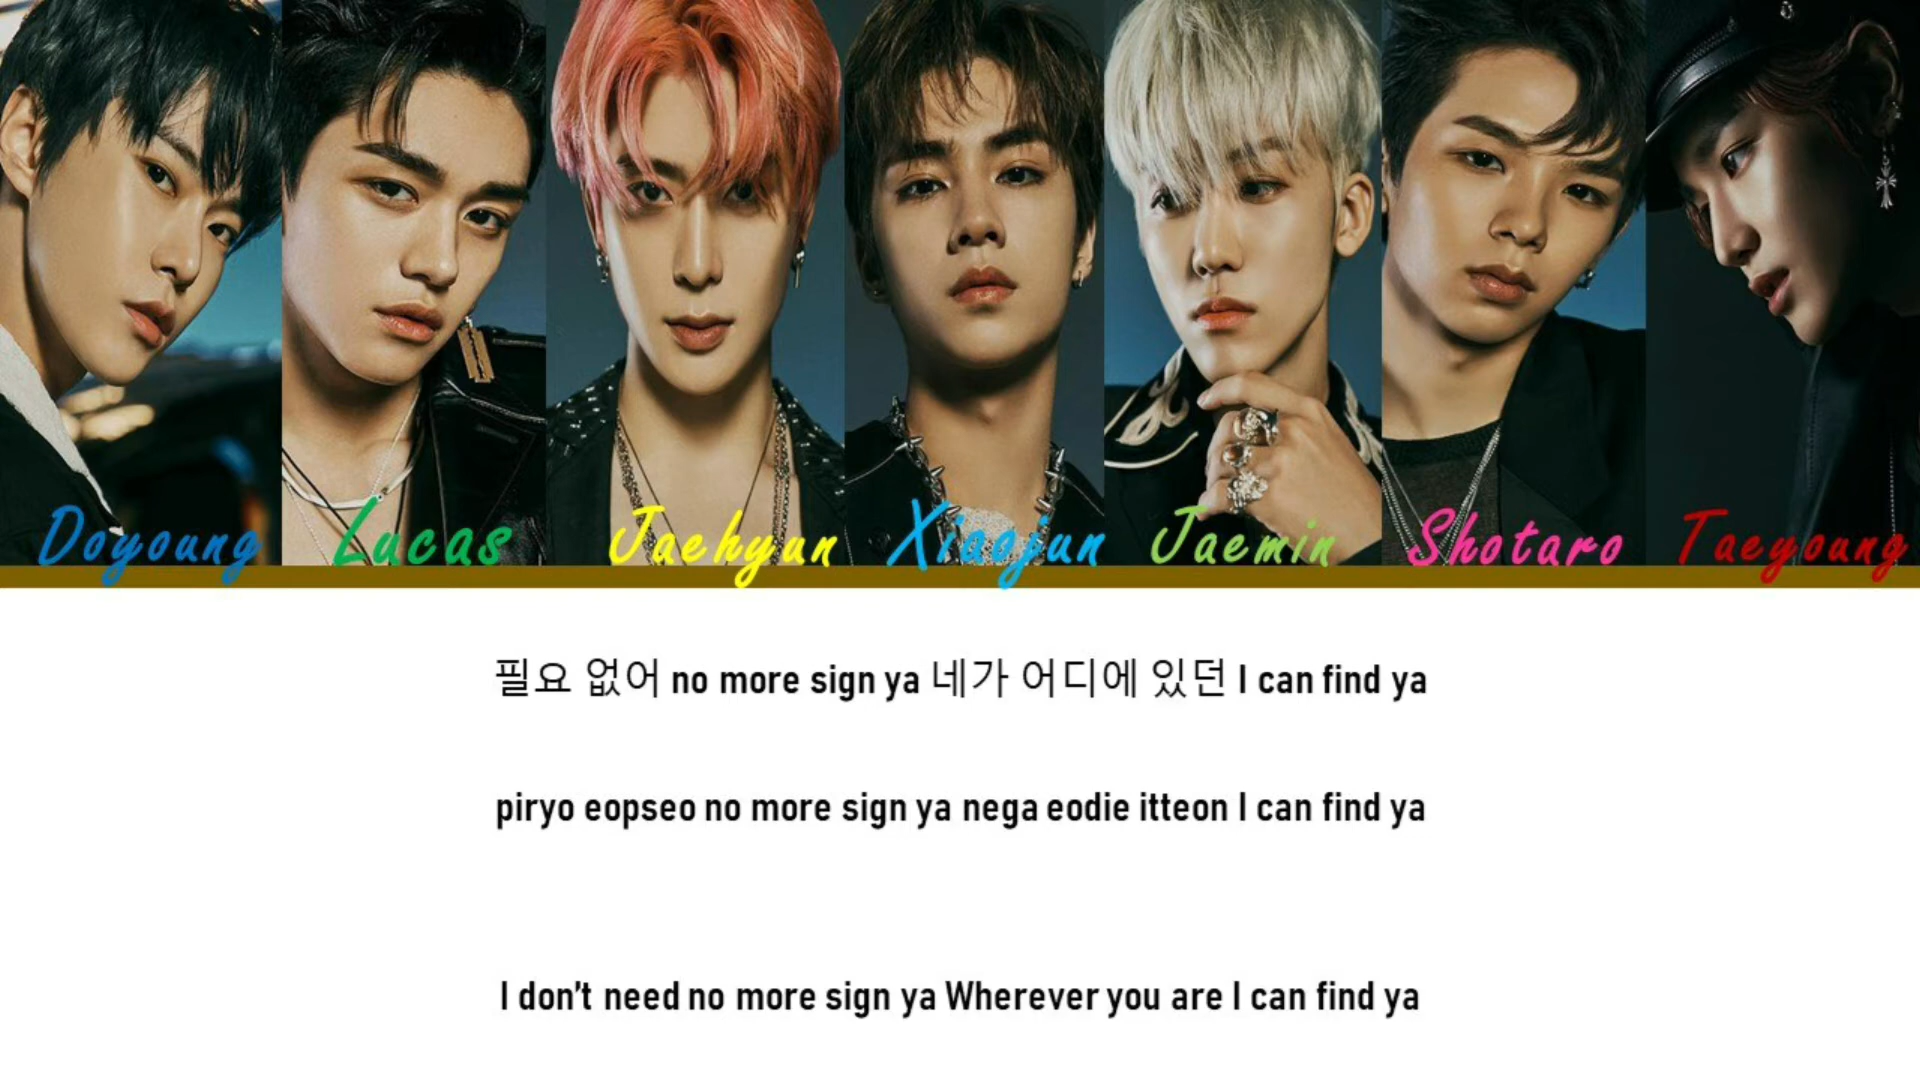 Doyoung Lucas Jaehyun Xiaojun Jaemin Shotaro Taeyoung
필요 없어 no more sign ya 네가 어디에 있던 I can find ya
piryo eopseo no more sign ya nega eodie itteon I can find ya
I don't need no more sign ya Wherever you are I can find ya